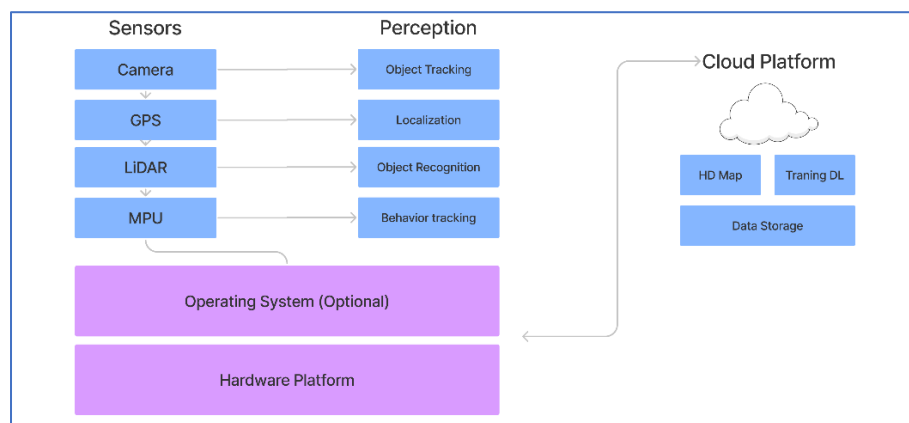 Sensors
Perception
Camera
Object Tracking
Cloud Platform
GPS
Localization
LiDAR
Object Recognition
HD Map
Traning DL
MPU
Behavior tracking
Data Storage
Operating System (Optional)
Hardware Platform